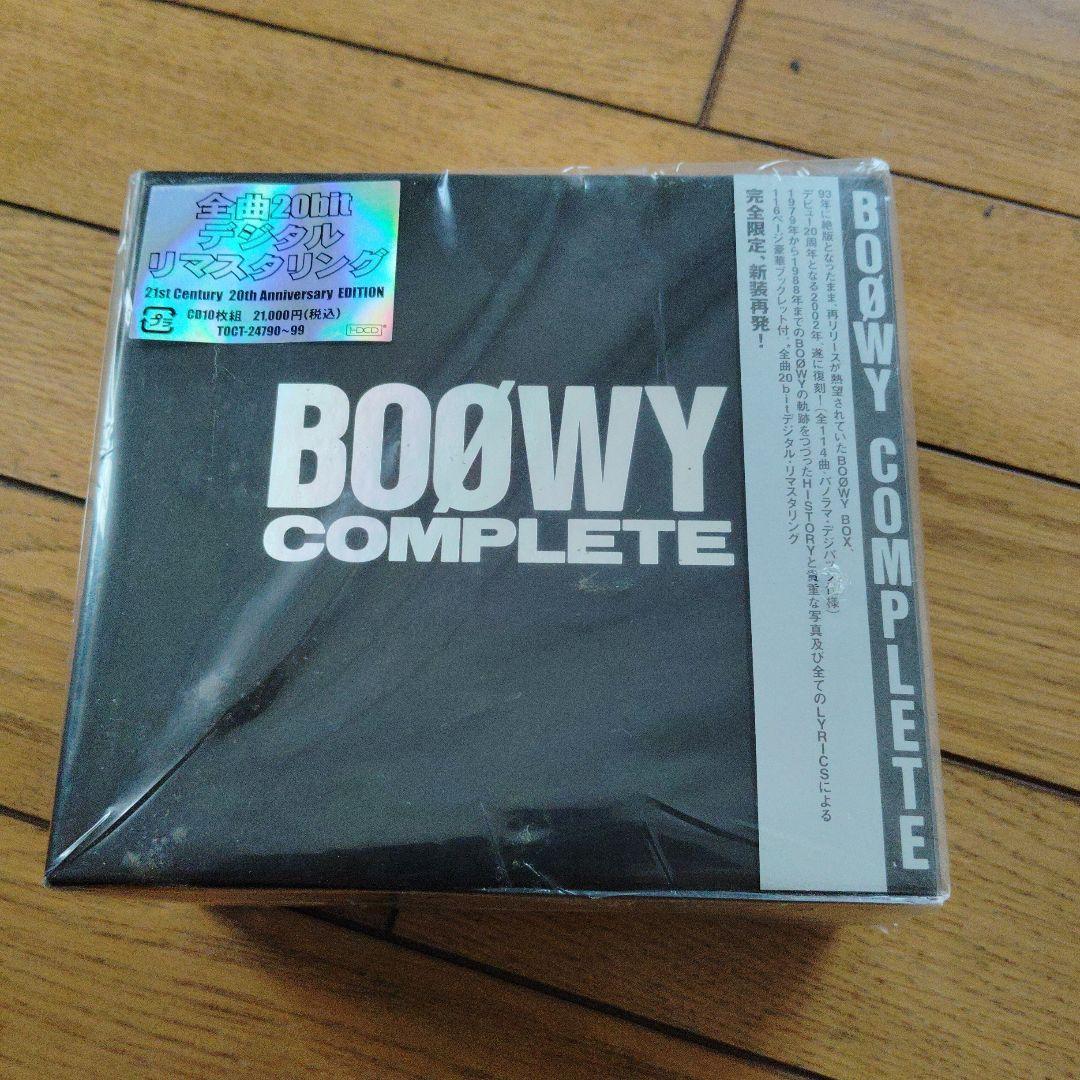 全曲20bit
デジタル
リマスタリング
21st Century 20th Anniversary EDITION
プラ
CD10枚組 21,000円(税込)
TOCT-24790~99
HDCD®
BOØWY
COMPLETE
BOØWY COMPLETE
93年に絶版となったまま、再リリースが熱望されていたBOØWY BOX、
デビュー20周年となる2002年、遂に復刻!(全114曲、パノラマ・デジパック仕様)
1979年から1988年までのBOØWYの軌跡をつづったHISTORYと貴重な写真及び全てのLYRICSによる
116ページ豪華ブックレット付。*全曲20bitデジタル・リマスタリング
完全限定、新装再発!